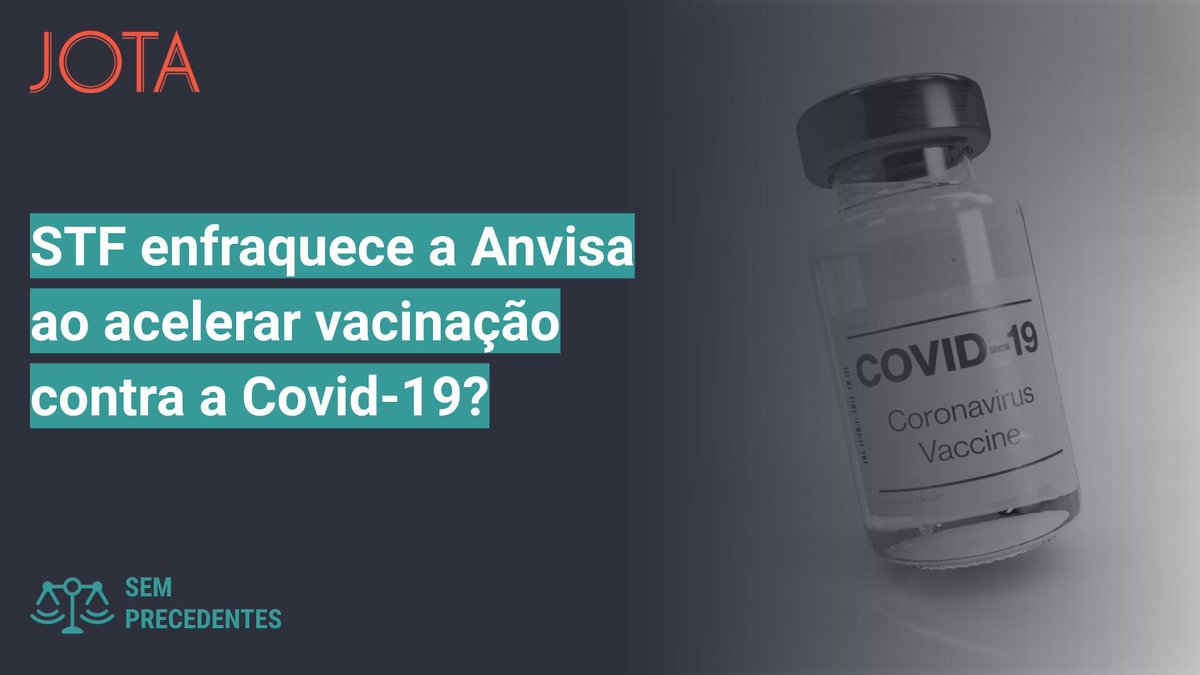 JOTA
STF enfraquece a Anvisa
ao acelerar vacinação
contra a Covid-19?
SEM
PRECEDENTES
COVID-19
Coronavirus
Vaccine